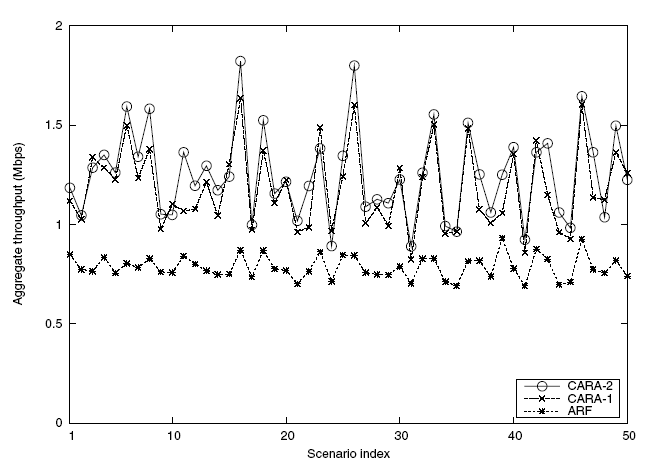 2
1.5
1
0.5
0
Aggregate throughput (Mbps)
1 10 20 30 40 50
Scenario index
CARA-2
CARA-1
ARF